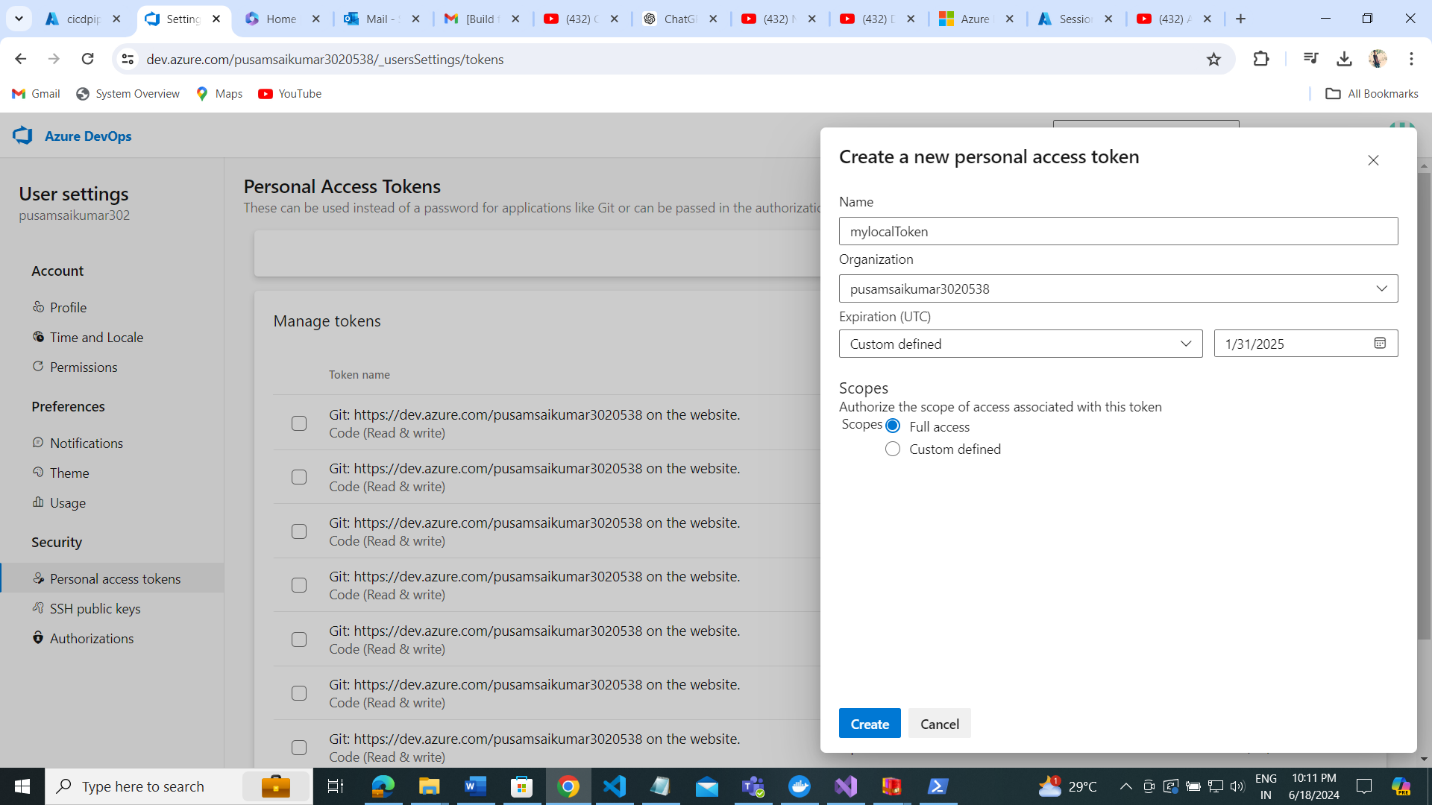 cicdpip
Setting
Home
Mail -
[Build f
(432)
ChatG
(432)
(432)
Azure
Session
(432)
dev.azure.com/pusamsaikumar3020538/_usersSettings/tokens
Gmail
System Overview
Maps
YouTube
All Bookmarks
Azure DevOps
User settings
pusamsaikumar302
Account
Profile
Time and Locale
Permissions
Preferences
Notifications
Theme
Usage
Security
Personal access tokens
SSH public keys
Authorizations
Personal Access Tokens
These can be used instead of a password for applications like Git or can be passed in the
Manage tokens
Token name
Git: https://dev.azure.com/pusamsaikumar3020538 on the website.
Code (Read & write)
Git: https://dev.azure.com/pusamsaikumar3020538 on the website.
Code (Read & write)
Git: https://dev.azure.com/pusamsaikumar3020538 on the website.
Code (Read & write)
Git: https://dev.azure.com/pusamsaikumar3020538 on the website.
Code (Read & write)
Git: https://dev.azure.com/pusamsaikumar3020538 on the website.
Code (Read & write)
Git: https://dev.azure.com/pusamsaikumar3020538 on the website.
Code (Read & write)
Git: https://dev.azure.com/pusamsaikumar3020538 on the website.
Code (Read & write)
Create a new personal access token
Name
mylocalToken
Organization
pusamsaikumar3020538
Expiration (UTC)
Custom defined
1/31/2025
Scopes
Authorize the scope of access associated with this token
Scopes
Full access
Custom defined
Create
Cancel
Type here to search
29°C
ENG
IN
10:11 PM
6/18/2024